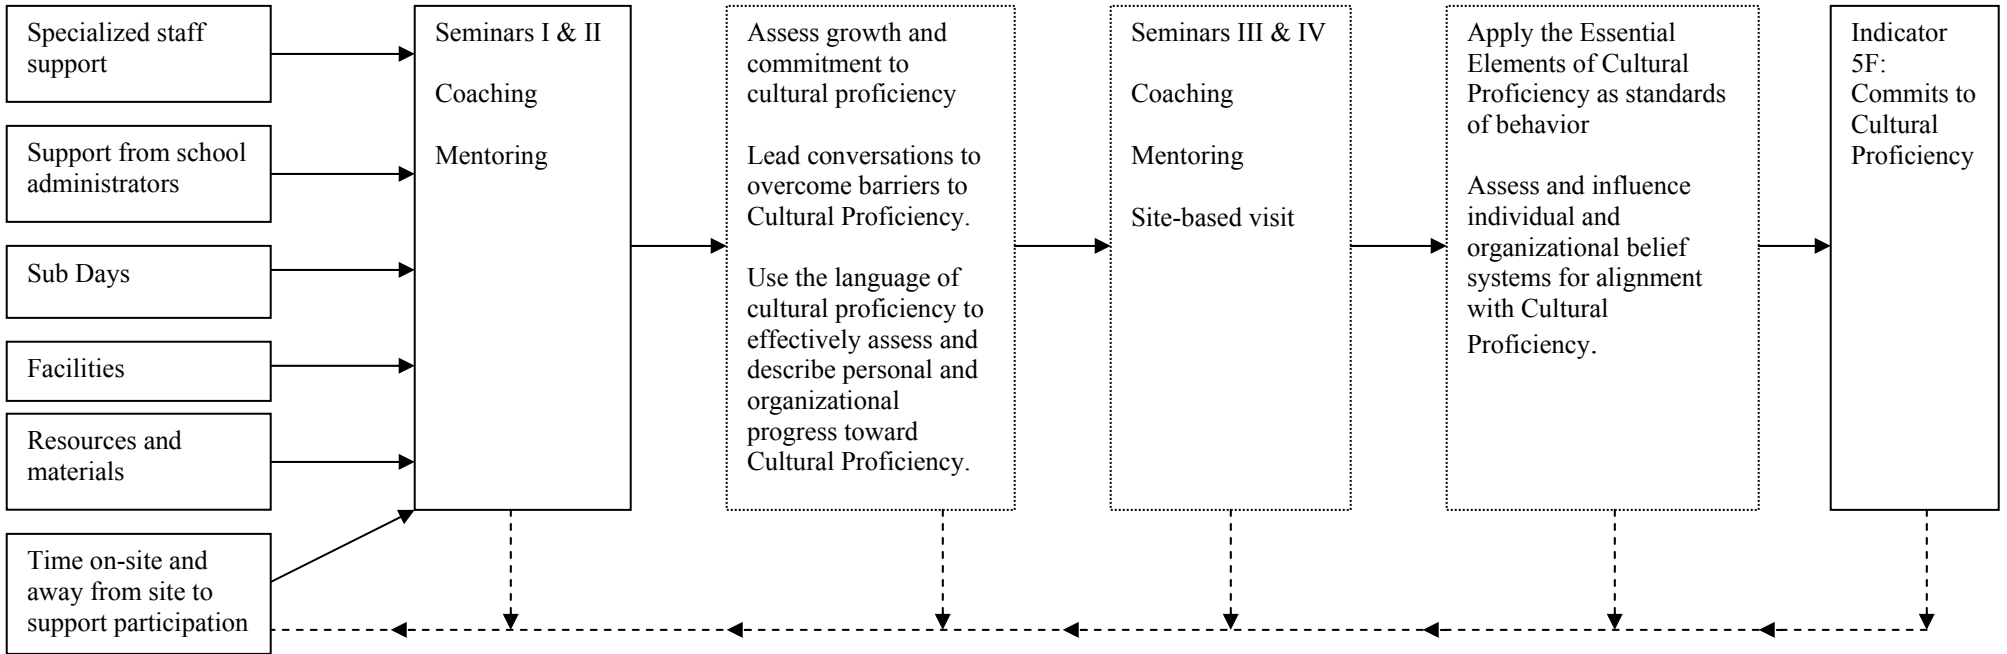 Specialized staff
support
Support from school
administrators
Sub Days
Facilities
Resources and
materials
Time on-site and
away from site to
support participation
Seminars I & II
Coaching
Mentoring
Assess growth and
commitment to
cultural proficiency
Lead conversations to
overcome barriers to
Cultural Proficiency.
Use the language of
cultural proficiency to
effectively assess and
describe personal and
organizational
progress toward
Cultural Proficiency.
Seminars III & IV
Coaching
Mentoring
Site-based visit
Apply the Essential
Elements of Cultural
Proficiency as standards
of behavior
Assess and influence
individual and
organizational belief
systems for alignment
with Cultural
Proficiency.
Indicator
5F:
Commits to
Cultural
Proficiency